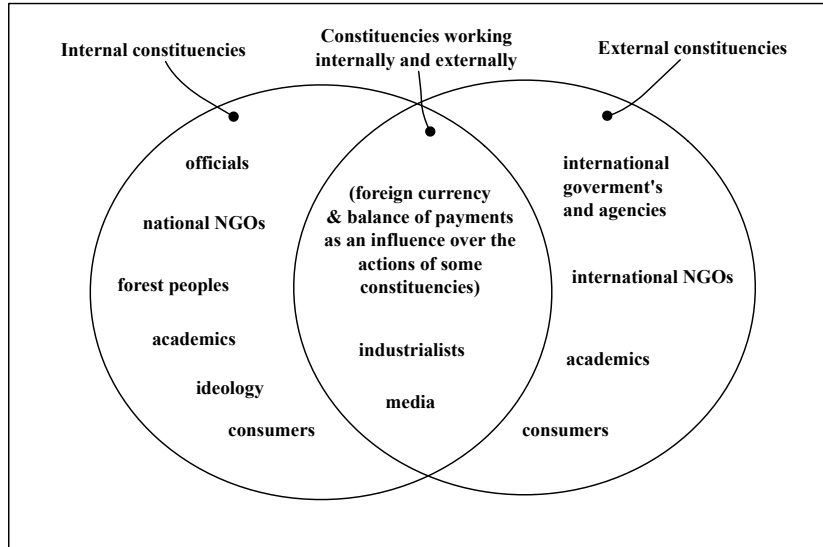 Internal constituencies
Constituencies working
internally and externally
External constituencies
officials
national NGOs
forest peoples
academics
ideology
consumers
(foreign currency
& balance of payments
as an influence over the
actions of some
constituencies)
industrialists
media
international
goverment's
and agencies
international NGOs
academics
consumers